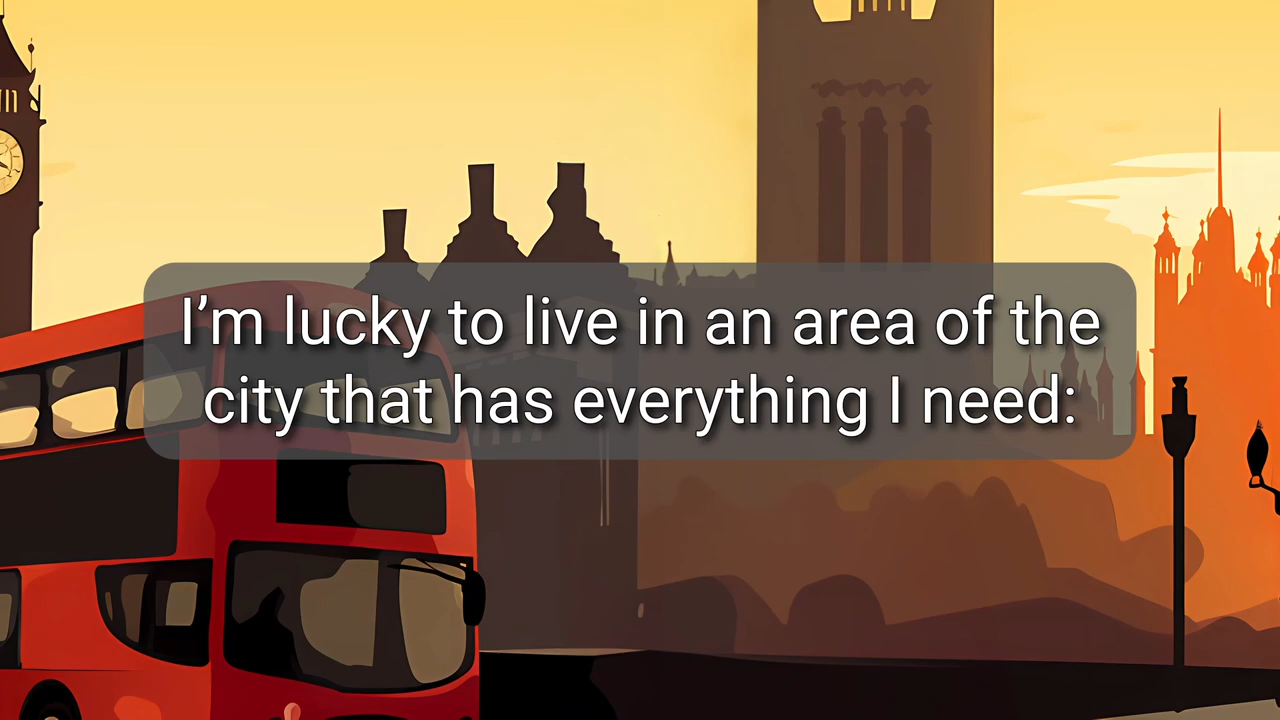 I’m lucky to live in an area of the
city that has everything I need: